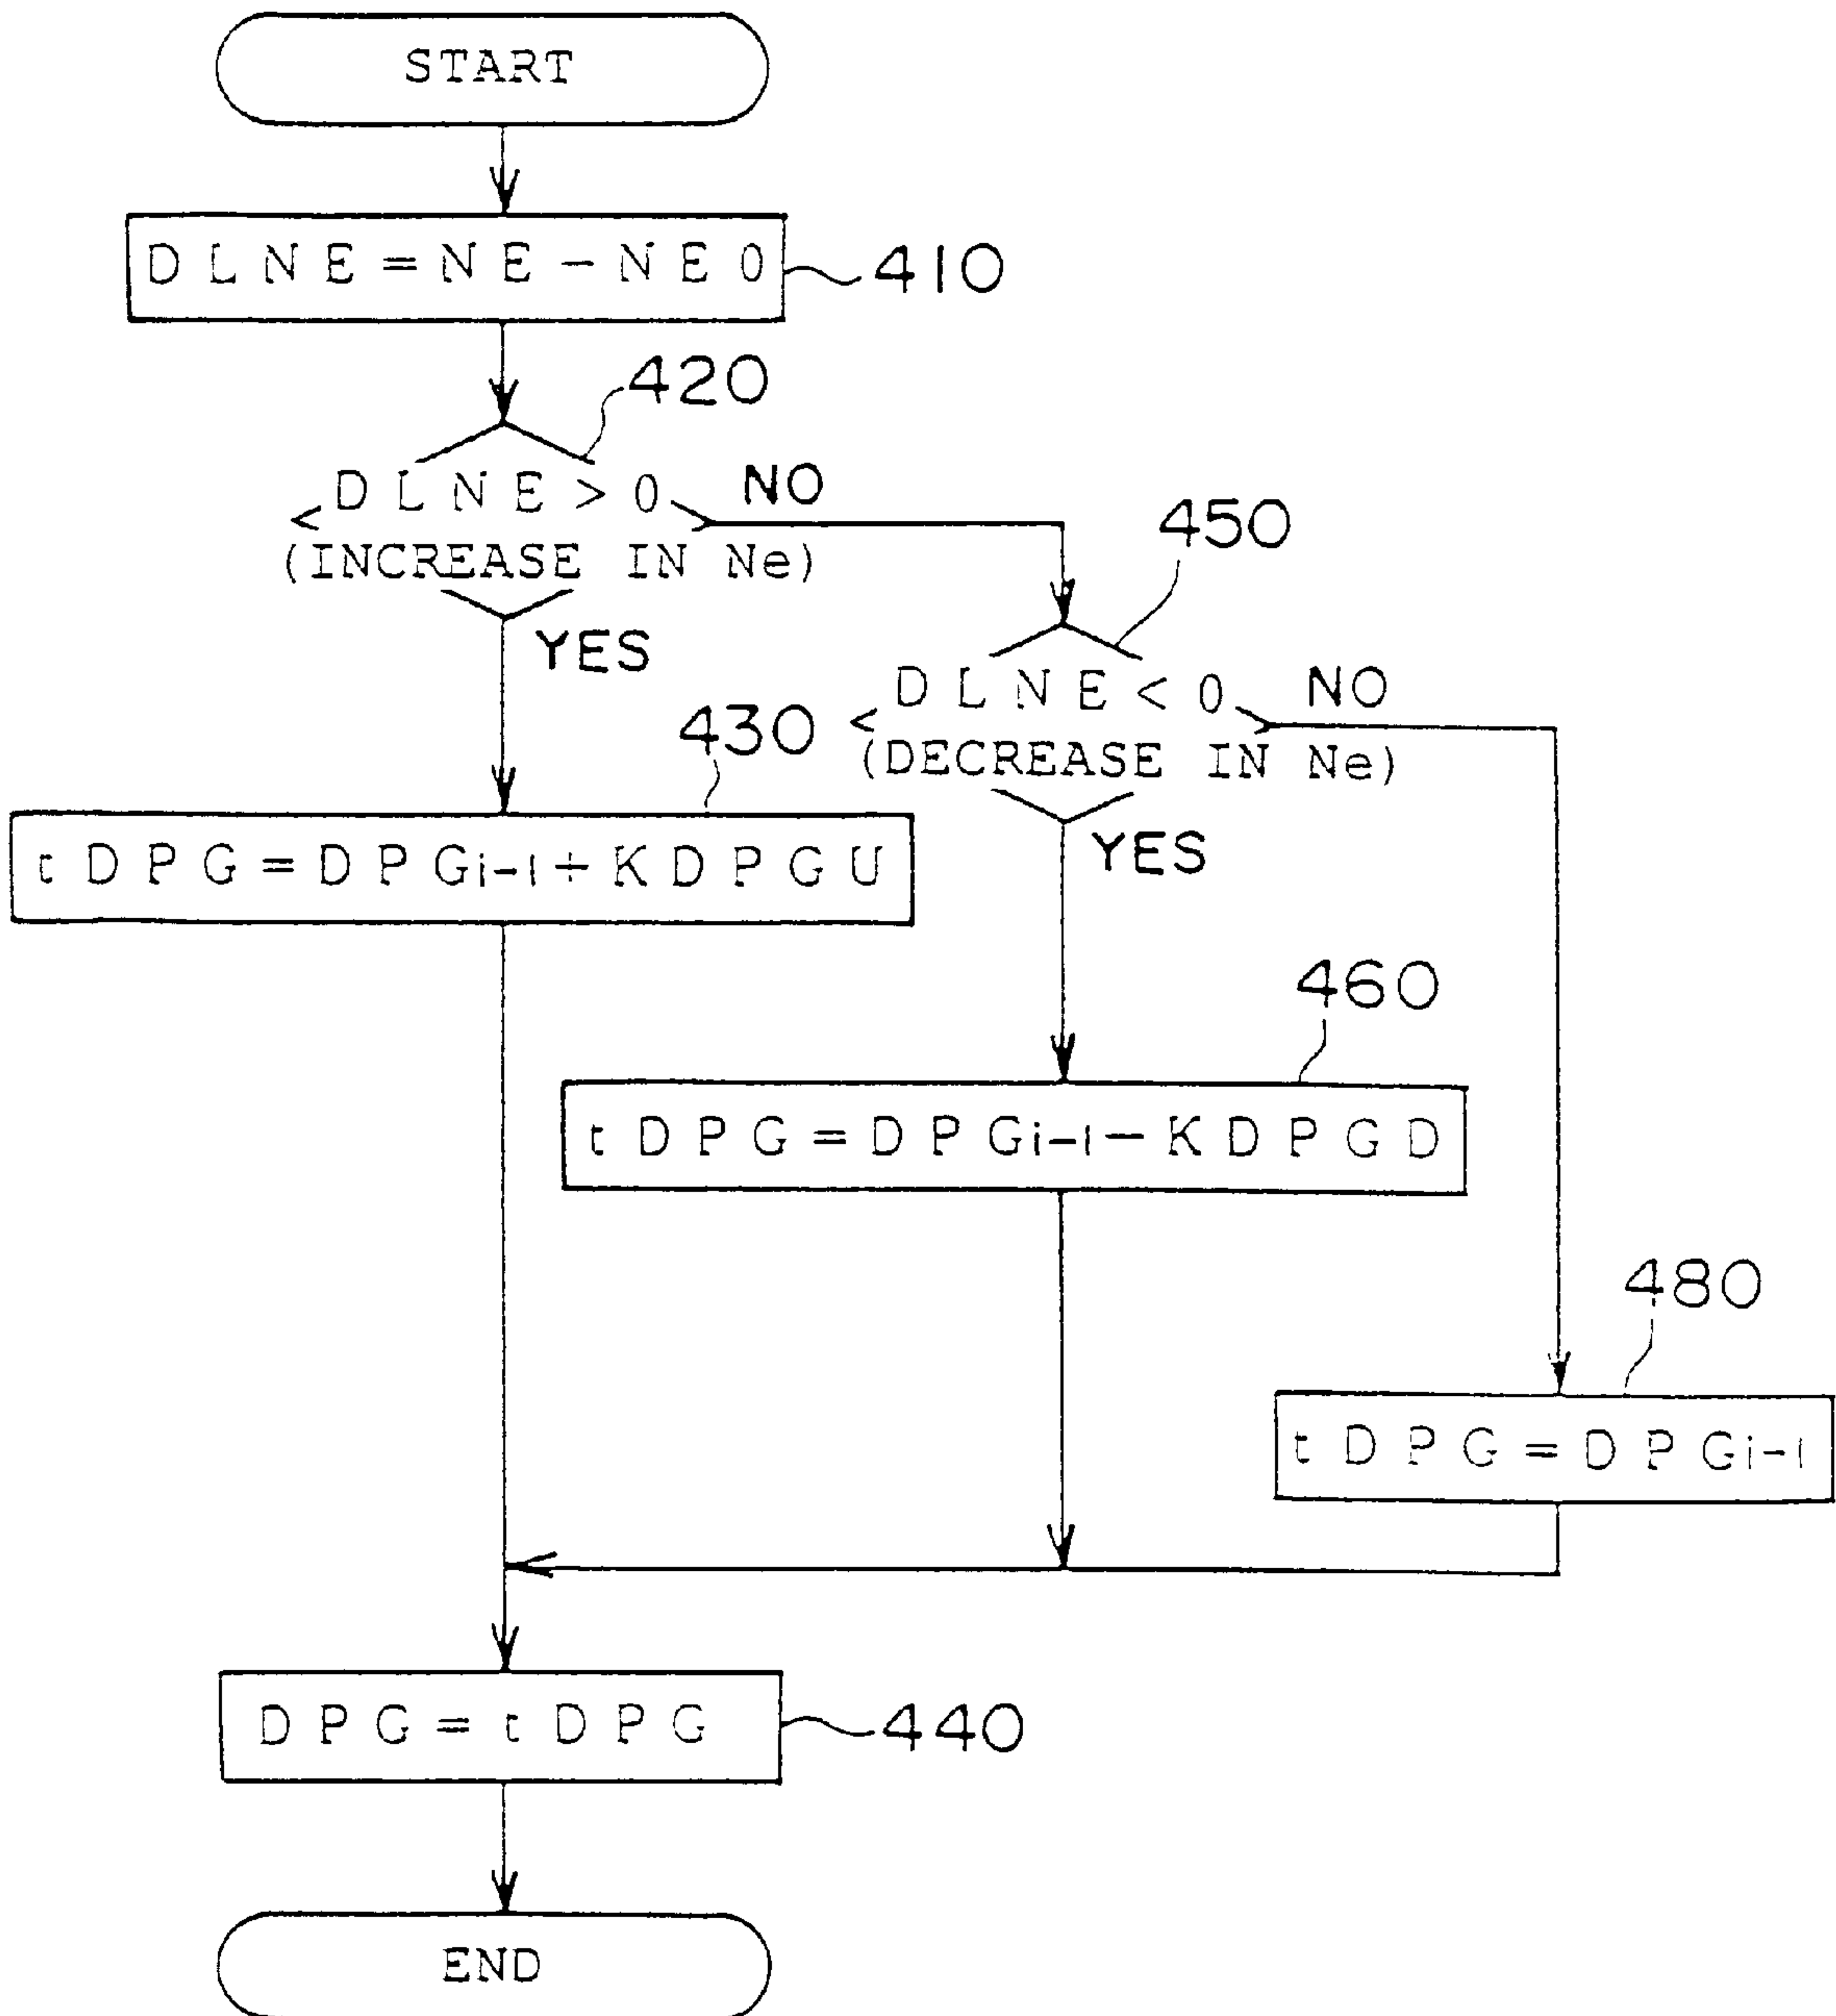 START
DLNE=NE-NE0
410
420
DLNE>0
NO
(INCREASE IN Ne)
YES
450
DLNE<0
NO
(DECREASE IN Ne)
YES
430
tDPG=DPGi-1+KDPGU
460
tDPG=DPGi-1-KDPGD
480
tDPG=DPGi-1
DPG=tDPG
440
END